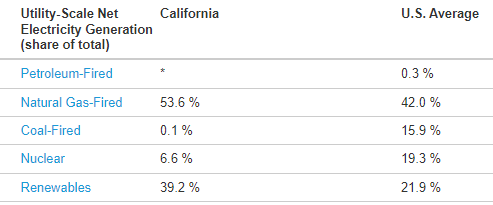 Utility-Scale Net Electricity Generation (share of total) California U.S. Average
Petroleum-Fired * 0.3 %
Natural Gas-Fired 53.6 % 42.0 %
Coal-Fired 0.1 % 15.9 %
Nuclear 6.6 % 19.3 %
Renewables 39.2 % 21.9 %